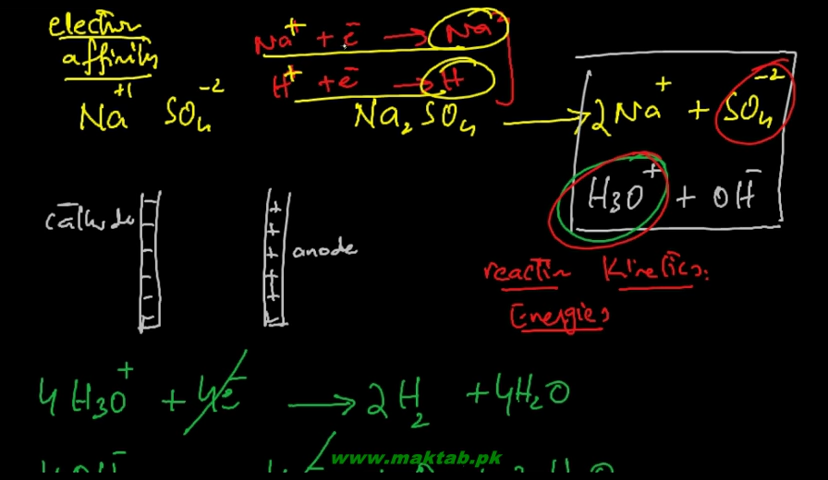 electron
affinity
Na⁺ + e⁻ → Na
H⁺ + e⁻ → H
Na⁺¹ SO₄⁻²
Na₂SO₄ → 2Na⁺ + SO₄⁻²
H₃O⁺ + OH⁻
cathode
anode
reaction Kinetics.
Energies
4H₃O⁺ + 4e⁻ → 2H₂ + 4H₂O
www.maktab.pk